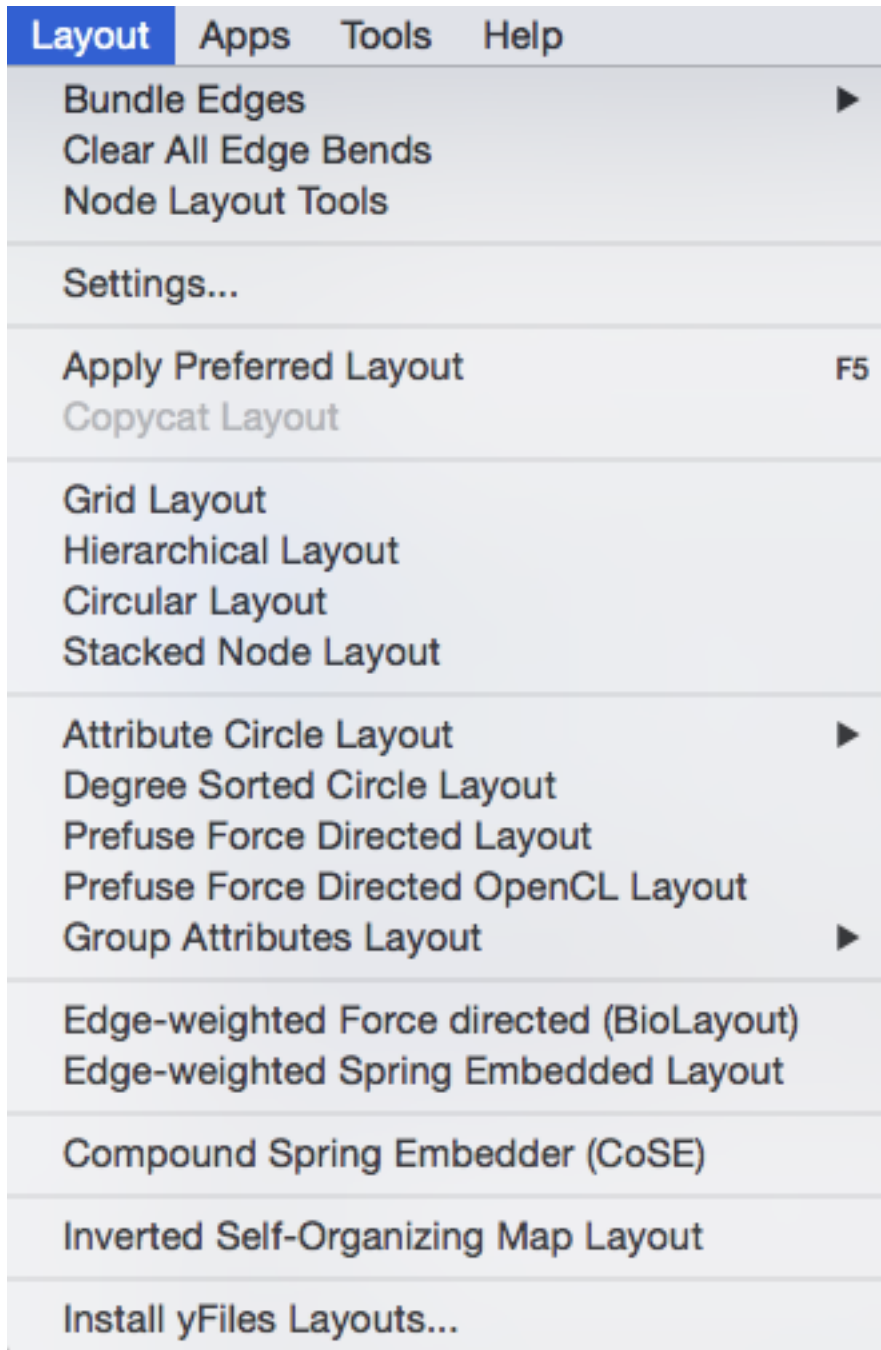 Layout Apps Tools Help
Bundle Edges
Clear All Edge Bends
Node Layout Tools
Settings...
Apply Preferred Layout F5
Copycat Layout
Grid Layout
Hierarchical Layout
Circular Layout
Stacked Node Layout
Attribute Circle Layout
Degree Sorted Circle Layout
Prefuse Force Directed Layout
Prefuse Force Directed OpenCL Layout
Group Attributes Layout
Edge-weighted Force directed (BioLayout)
Edge-weighted Spring Embedded Layout
Compound Spring Embedder (CoSE)
Inverted Self-Organizing Map Layout
Install yFiles Layouts...